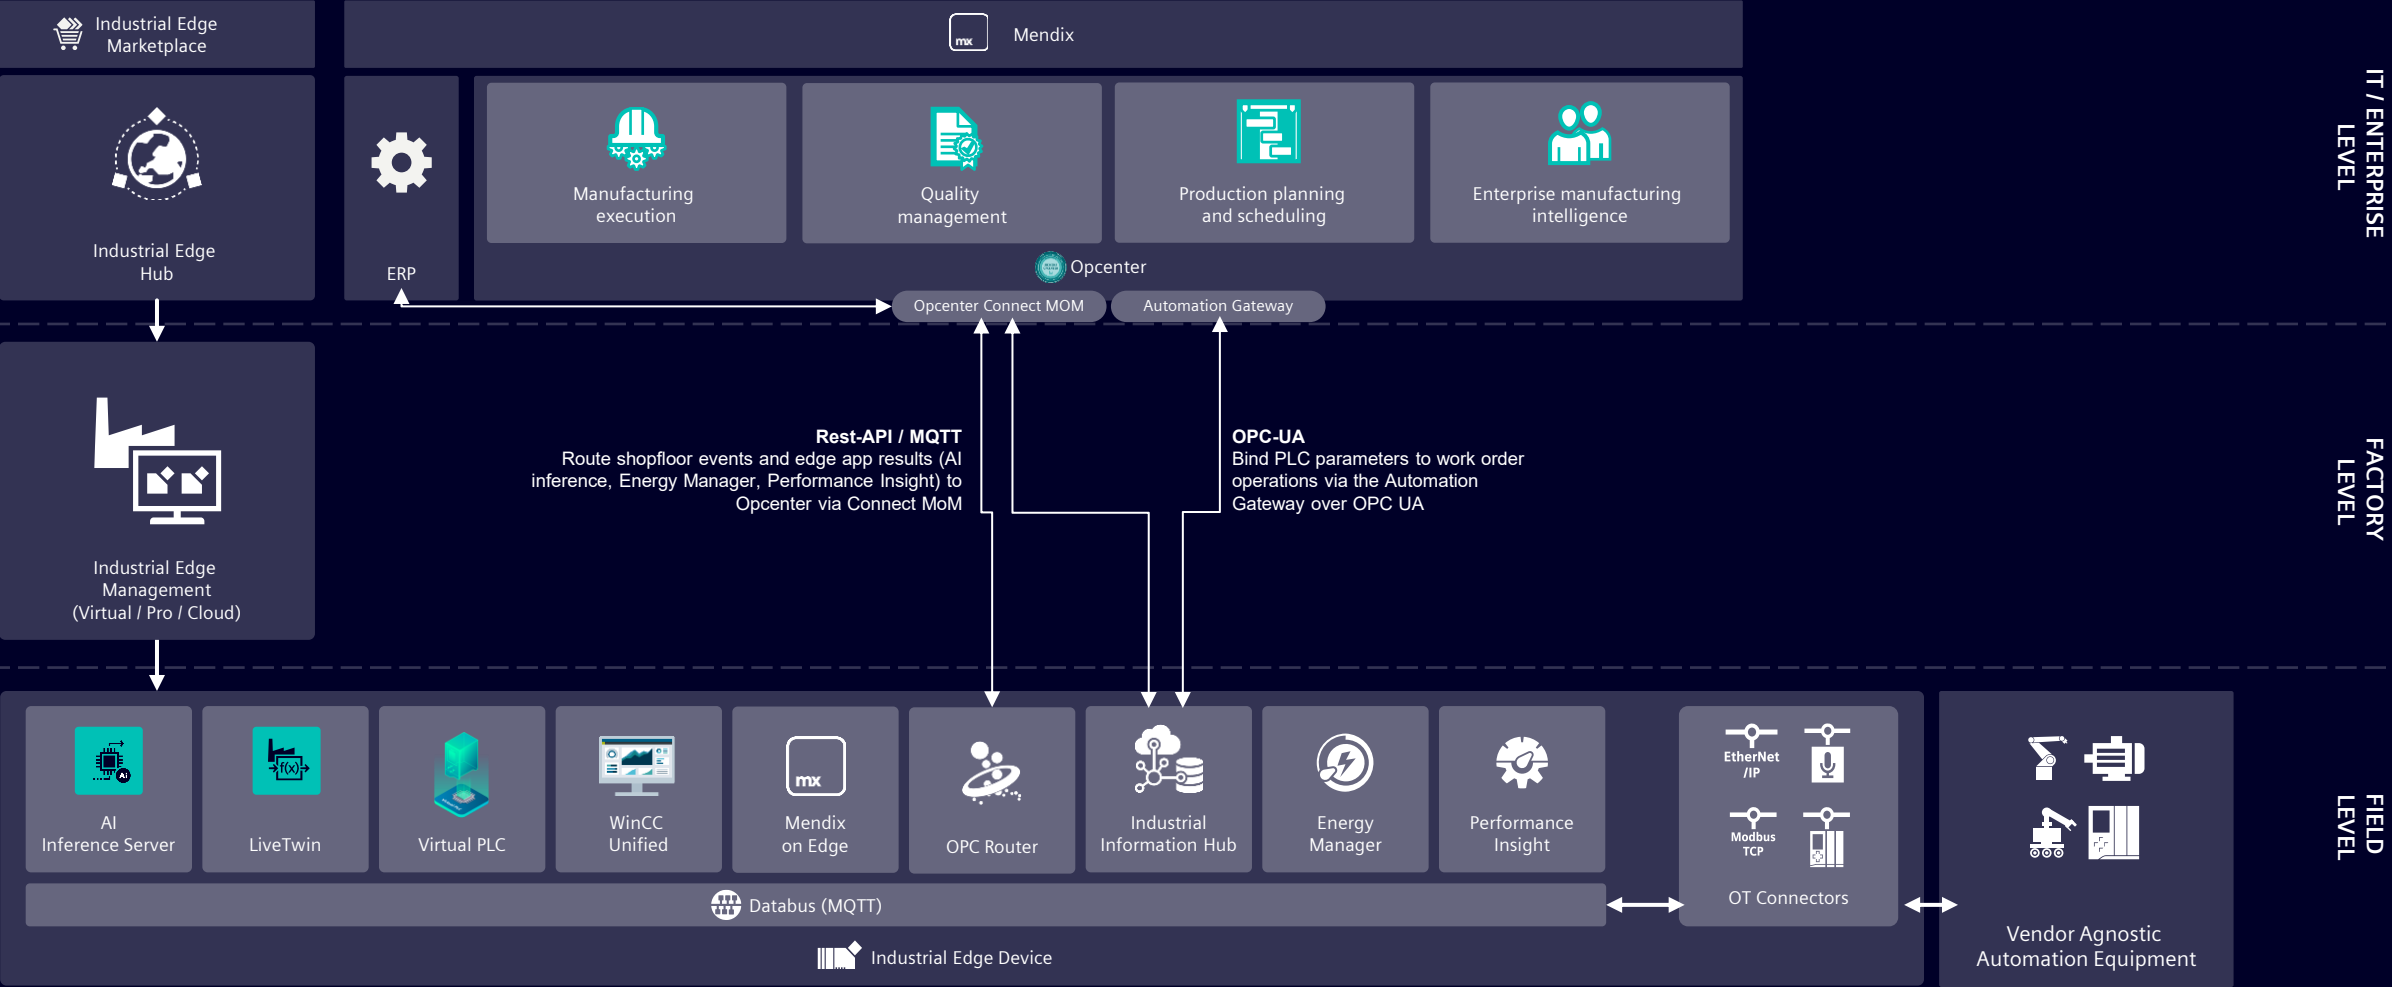 Industrial Edge
Marketplace
mx
Mendix
Industrial Edge
Hub
ERP
Manufacturing
execution
Quality
management
Production planning
and scheduling
Enterprise manufacturing
intelligence
Opcenter
Opcenter Connect MOM
Automation Gateway
IT / ENTERPRISE
LEVEL
Industrial Edge
Management
(Virtual / Pro / Cloud)
Rest-API / MQTT
Route shopfloor events and edge app results (AI
inference, Energy Manager, Performance Insight) to
Opcenter via Connect MoM
OPC-UA
Bind PLC parameters to work order
operations via the Automation
Gateway over OPC UA
FACTORY
LEVEL
Ai
AI
Inference Server
f(x)
LiveTwin
Virtual PLC
WinCC
Unified
mx
Mendix
on Edge
OPC Router
Industrial
Information Hub
Energy
Manager
Performance
Insight
EtherNet
/IP
Modbus
TCP
OT Connectors
Databus (MQTT)
Industrial Edge Device
Vendor Agnostic
Automation Equipment
FIELD
LEVEL